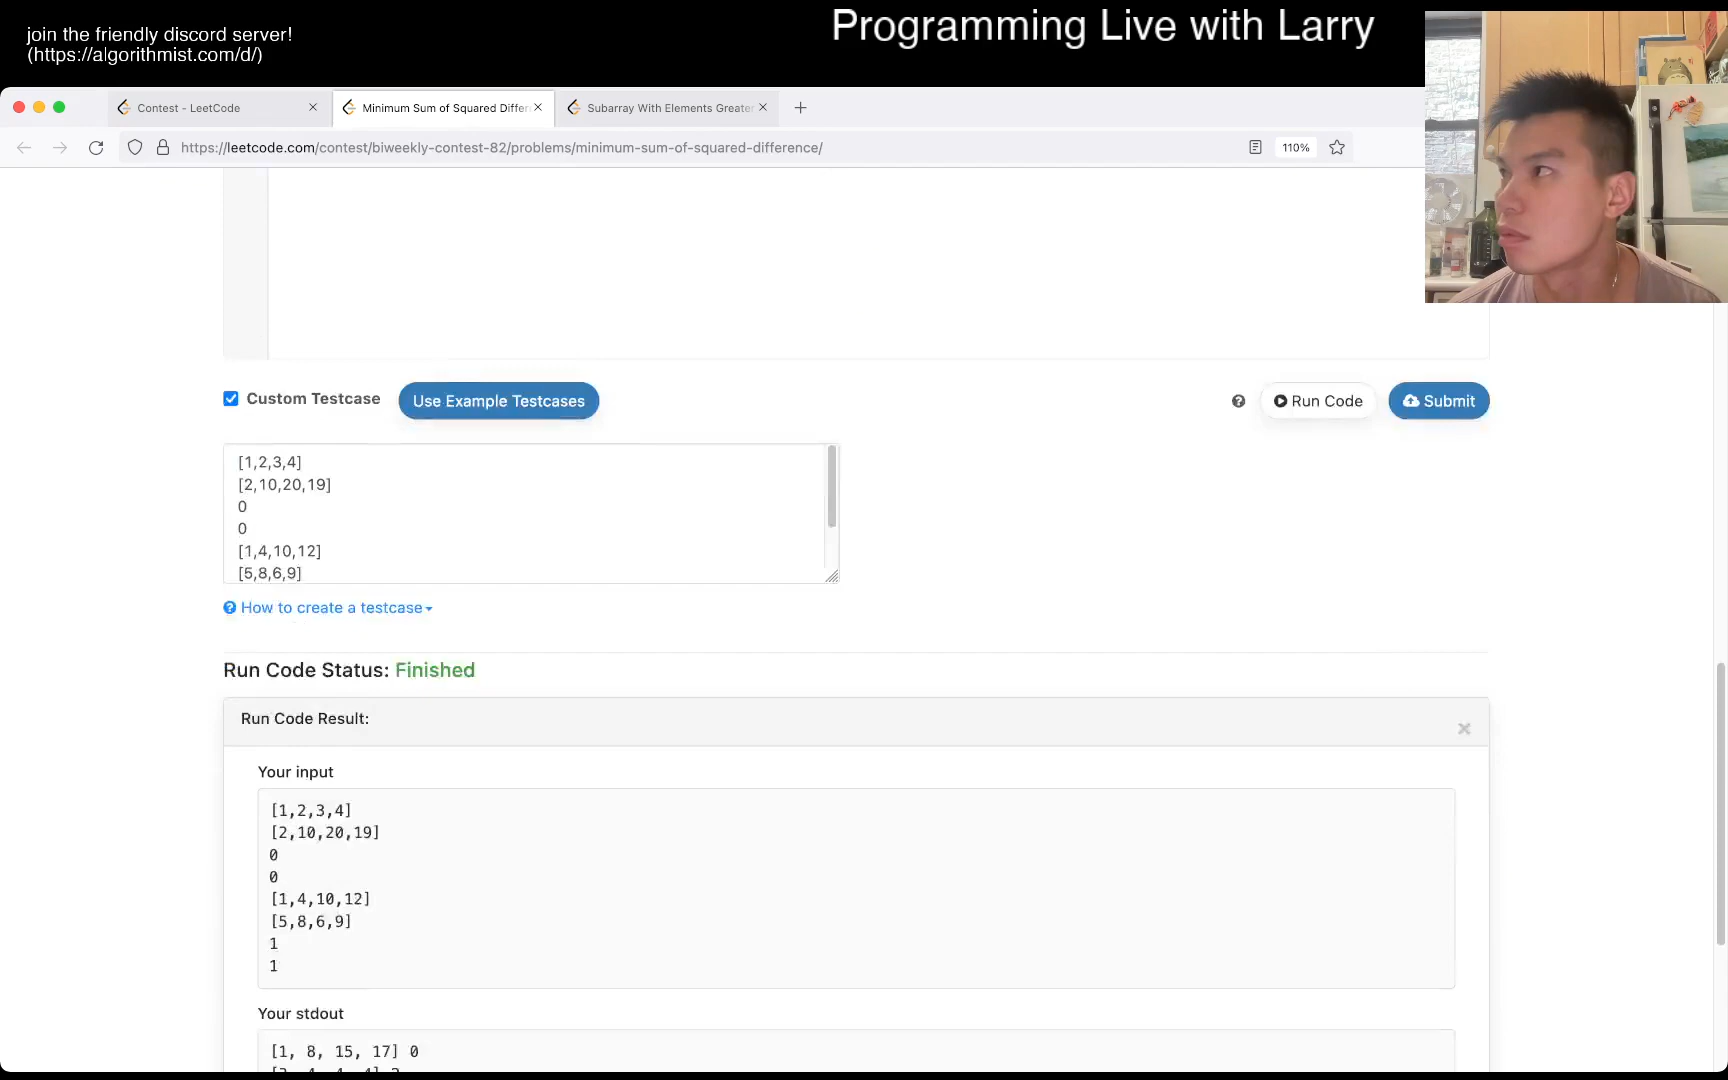 join the friendly discord server!
(https://algorithmist.com/d/)
Programming Live with Larry
Contest - LeetCode
Minimum Sum of Squared Differen
Subarray With Elements Greater
https://leetcode.com/contest/biweekly-contest-82/problems/minimum-sum-of-squared-difference/
110%
Custom Testcase
Use Example Testcases
Run Code
Submit
[1,2,3,4]
[2,10,20,19]
0
0
[1,4,10,12]
[5,8,6,9]
How to create a testcase
Run Code Status: Finished
Run Code Result:
Your input
[1,2,3,4]
[2,10,20,19]
0
0
[1,4,10,12]
[5,8,6,9]
1
1
Your stdout
[1, 8, 15, 17] 0